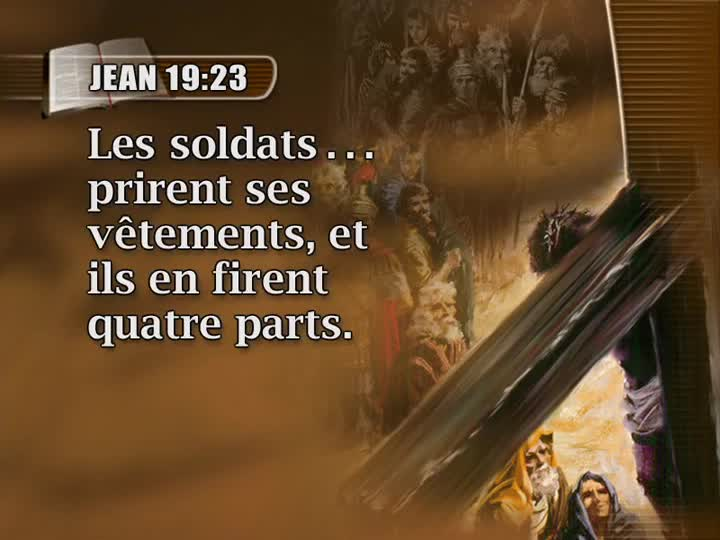 JEAN 19:23
Les soldats . . .
prirent ses
vêtements, et
ils en firent
quatre parts.